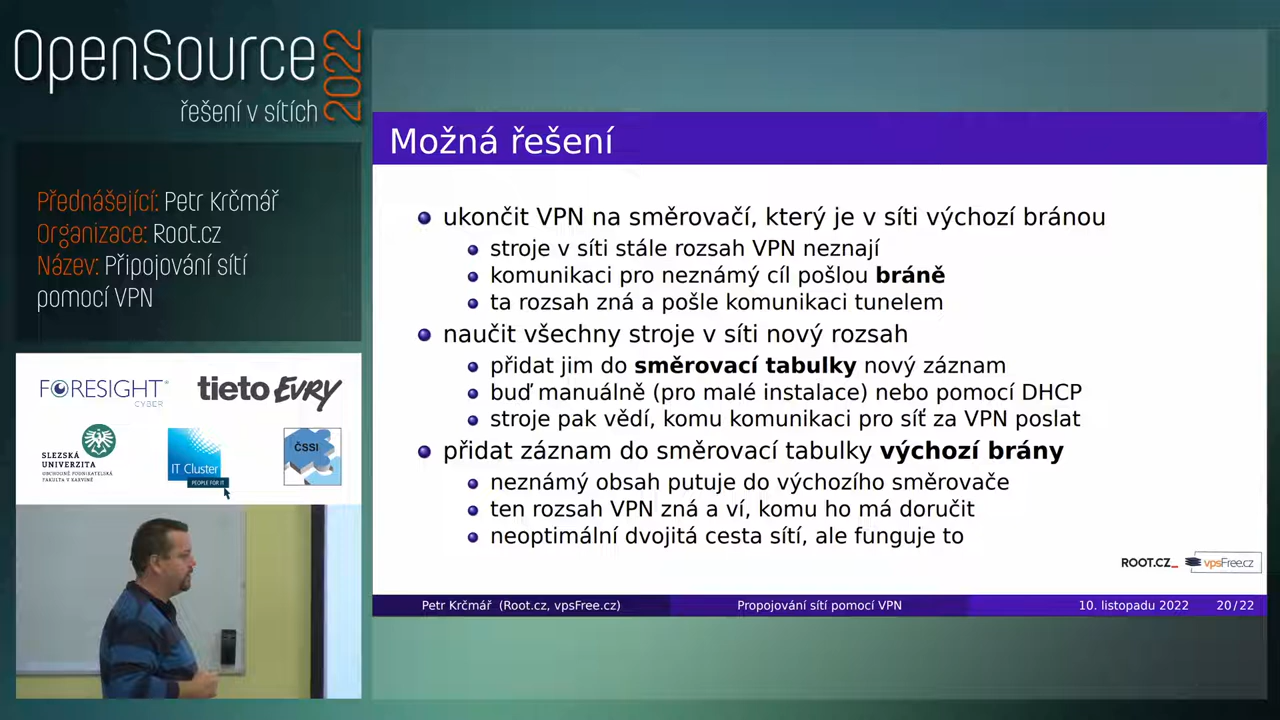 OpenSource 2022
řešení v sítích
Přednášející: Petr Krčmář
Organizace: Root.cz
Název: Připojování sítí
pomocí VPN
FORESIGHT
CYBER
tieto Evry
SLEZSKÁ
UNIVERZITA
OBCHODNĚ PODNIKATELSKÁ
FAKULTA V KARVINÉ
IT Cluster
PEOPLE FOR IT
ČSSI
Možná řešení
ukončit VPN na směrovačí, který je v síti výchozí bránou
stroje v síti stále rozsah VPN neznají
komunikaci pro neznámý cíl pošlou bráně
ta rozsah zná a pošle komunikaci tunelem
naučit všechny stroje v síti nový rozsah
přidat jim do směrovací tabulky nový záznam
buď manuálně (pro malé instalace) nebo pomocí DHCP
stroje pak vědí, komu komunikaci pro síť za VPN poslat
přidat záznam do směrovací tabulky výchozí brány
neznámý obsah putuje do výchozího směrovače
ten rozsah VPN zná a ví, komu ho má doručit
neoptimální dvojitá cesta sítí, ale funguje to
ROOT.CZ_ vpsFree.cz
Petr Krčmář (Root.cz, vpsFree.cz) Propojování sítí pomocí VPN 10. listopadu 2022 20/22